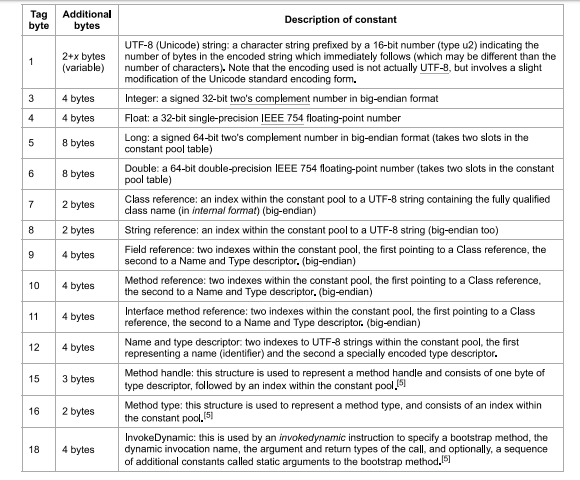 Tag byte Additional bytes Description of constant
1 2+x bytes (variable) UTF-8 (Unicode) string: a character string prefixed by a 16-bit number (type u2) indicating the
number of bytes in the encoded string which immediately follows (which may be different than the
number of characters). Note that the encoding used is not actually UTF-8, but involves a slight
modification of the Unicode standard encoding form.
3 4 bytes Integer: a signed 32-bit two's complement number in big-endian format
4 4 bytes Float: a 32-bit single-precision IEEE 754 floating-point number
5 8 bytes Long: a signed 64-bit two's complement number in big-endian format (takes two slots in the
constant pool table)
6 8 bytes Double: a 64-bit double-precision IEEE 754 floating-point number (takes two slots in the constant
pool table)
7 2 bytes Class reference: an index within the constant pool to a UTF-8 string containing the fully qualified
class name (in internal format) (big-endian)
8 2 bytes String reference: an index within the constant pool to a UTF-8 string (big-endian too)
9 4 bytes Field reference: two indexes within the constant pool, the first pointing to a Class reference, the
second to a Name and Type descriptor. (big-endian)
10 4 bytes Method reference: two indexes within the constant pool, the first pointing to a Class reference,
the second to a Name and Type descriptor. (big-endian)
11 4 bytes Interface method reference: two indexes within the constant pool, the first pointing to a Class
reference, the second to a Name and Type descriptor. (big-endian)
12 4 bytes Name and type descriptor: two indexes to UTF-8 strings within the constant pool, the first
representing a name (identifier) and the second a specially encoded type descriptor.
15 3 bytes Method handle: this structure is used to represent a method handle and consists of one byte of
type descriptor, followed by an index within the constant pool.[5]
16 2 bytes Method type: this structure is used to represent a method type, and consists of an index within
the constant pool.[5]
18 4 bytes InvokeDynamic: this is used by an invokedynamic instruction to specify a bootstrap method, the
dynamic invocation name, the argument and return types of the call, and optionally, a sequence
of additional constants called static arguments to the bootstrap method.[5]